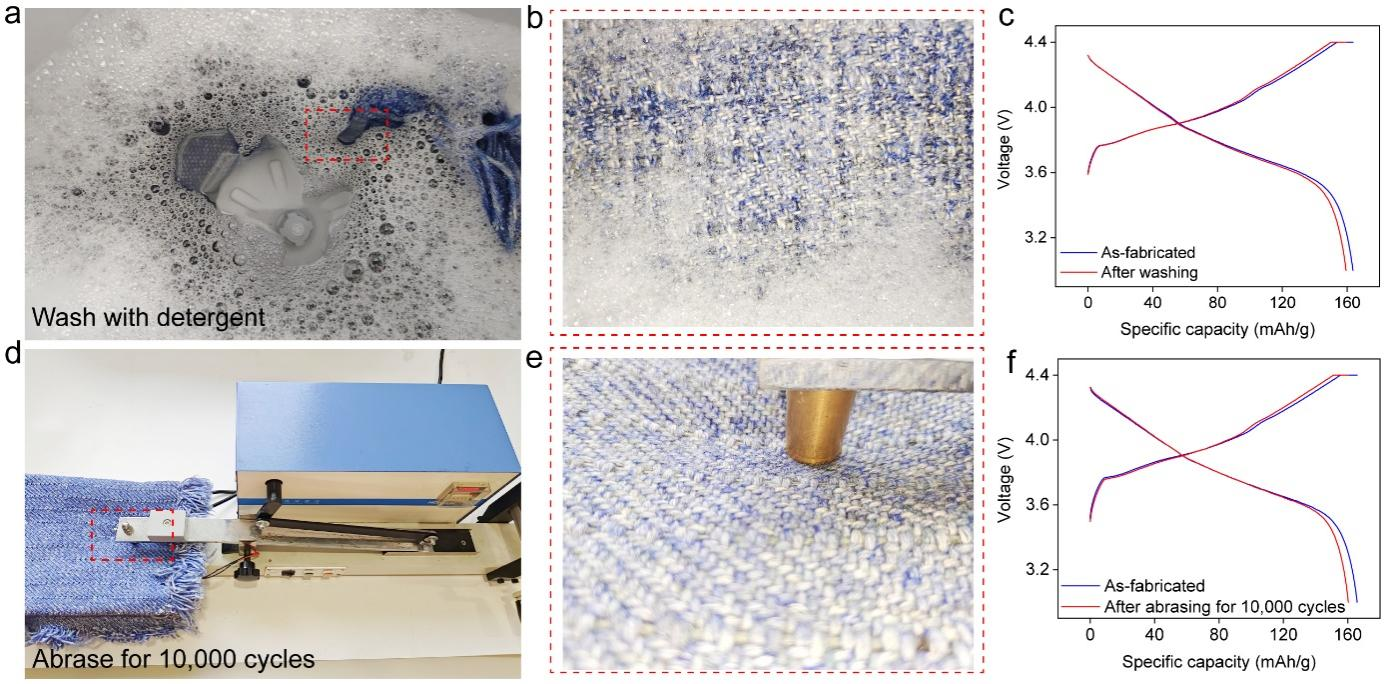 a
b
c
Wash with detergent
4.4
4.0
3.6
3.2
Voltage (V)
As-fabricated
After washing
0
40
80
120
160
Specific capacity (mAh/g)
d
e
f
Abrase for 10,000 cycles
4.4
4.0
3.6
3.2
Voltage (V)
As-fabricated
After abrasing for 10,000 cycles
0
40
80
120
160
Specific capacity (mAh/g)